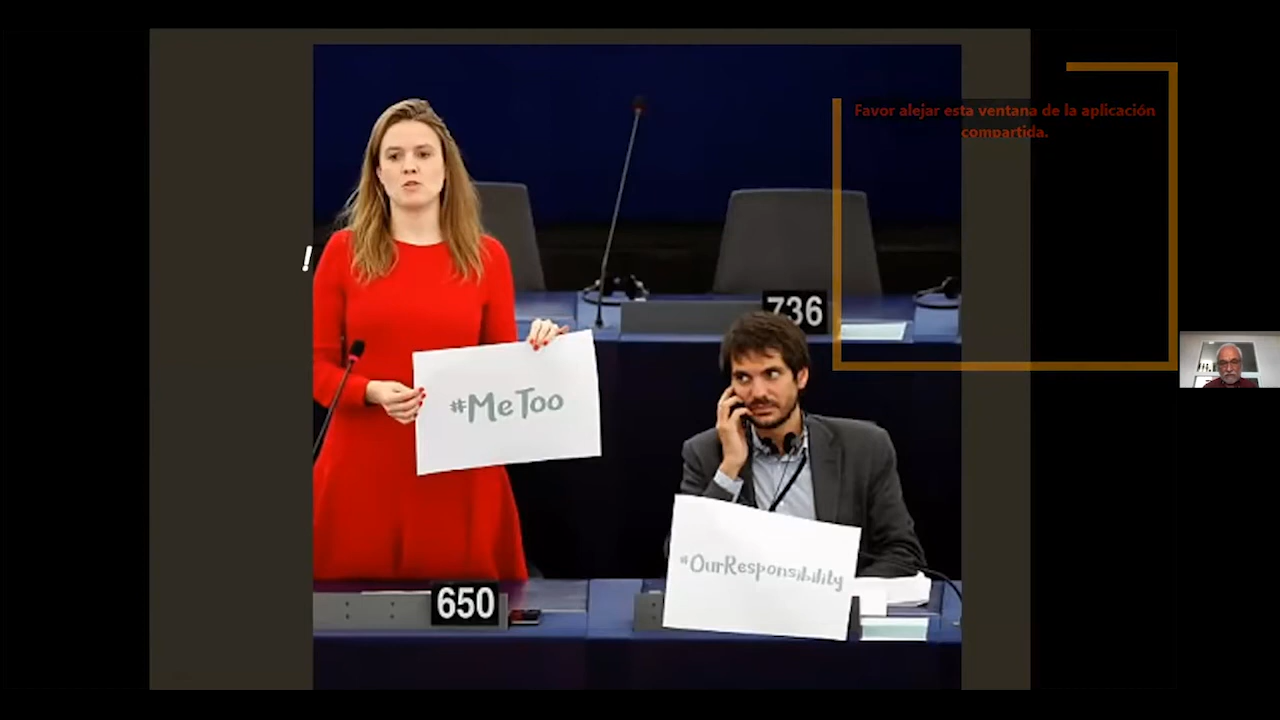 Favor alejar esta ventana de la aplicación
compartida.
!
736
#MeToo
#OurResponsibility
650